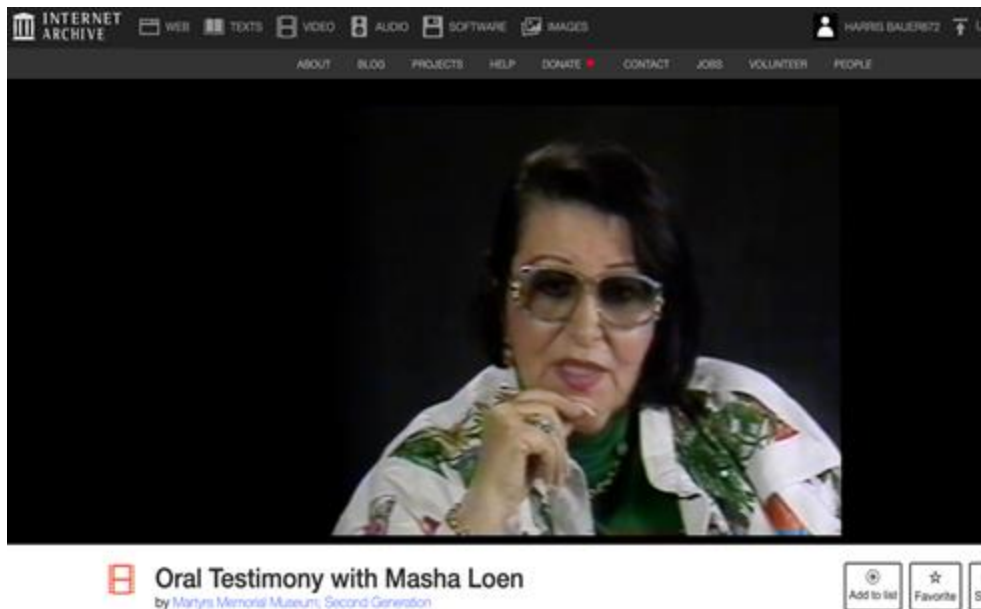 INTERNET ARCHIVE WEB TEXTS VIDEO AUDIO SOFTWARE IMAGES HARRIS BAUER672 U
ABOUT BLOG PROJECTS HELP DONATE CONTACT JOBS VOLUNTEER PEOPLE
Oral Testimony with Masha Loen
by Martyrs Memorial Museum; Second Generation
Add to list Favorite S